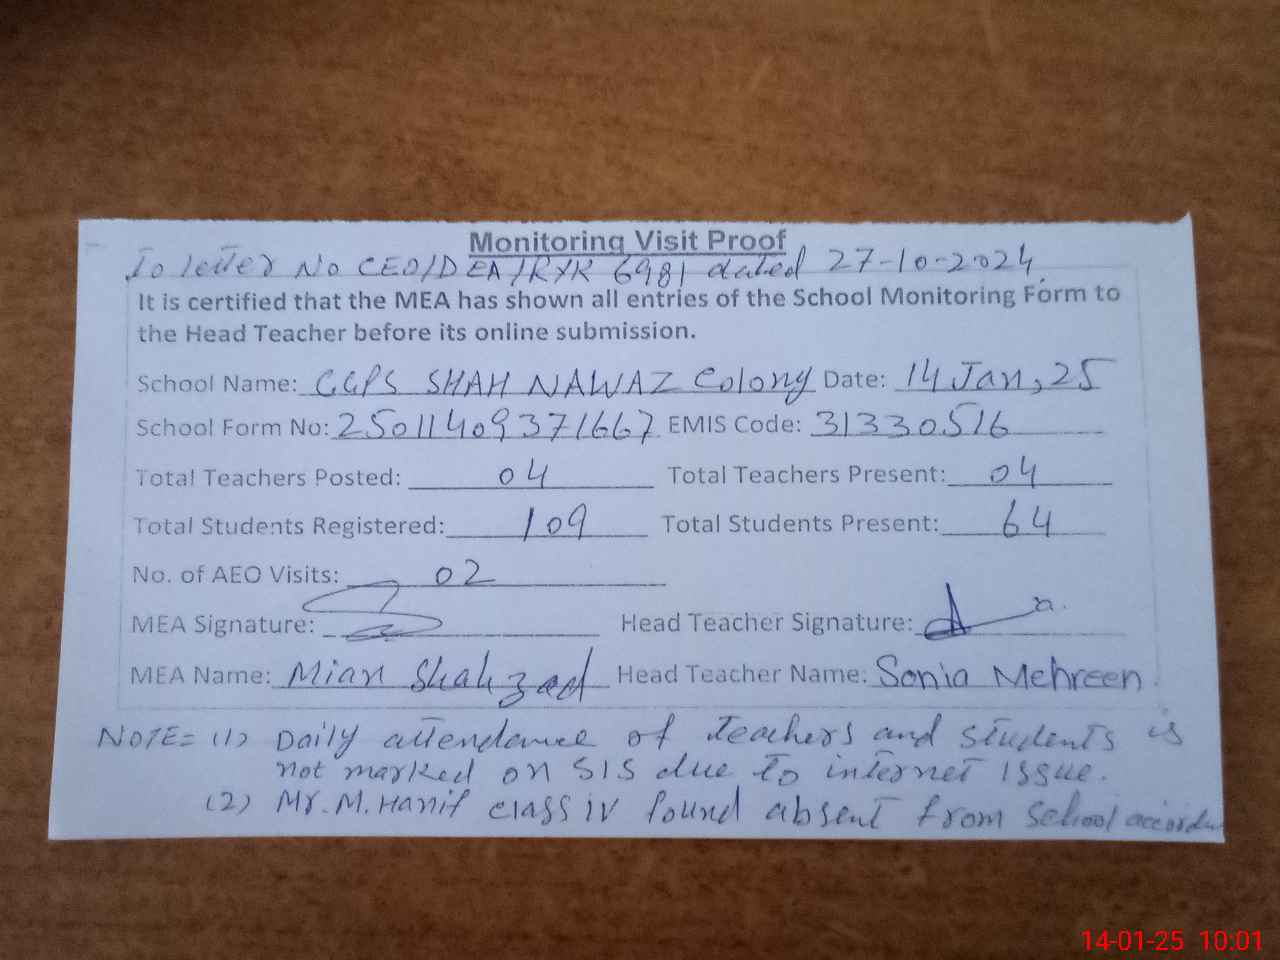 Monitoring Visit Proof
To letter No CEO/DEA/RYK 6981 dated 27-10-2024.
It is certified that the MEA has shown all entries of the School Monitoring Form to
the Head Teacher before its online submission.
School Name: GGPS SHAH NAWAZ Colony Date: 14 Jan, 25
School Form No: 25011409371667 EMIS Code: 31330516
Total Teachers Posted: 04 Total Teachers Present: 04
Total Students Registered: 109 Total Students Present: 64
No. of AEO Visits: 02
MEA Signature: Head Teacher Signature:
MEA Name: Mian Shahzad Head Teacher Name: Sonia Mehreen
NOTE= (1) Daily attendance of teachers and students is
not marked on SIS due to internet issue.
(2) Mr. M. Hanif class IV found absent from school
14-01-25 10:01